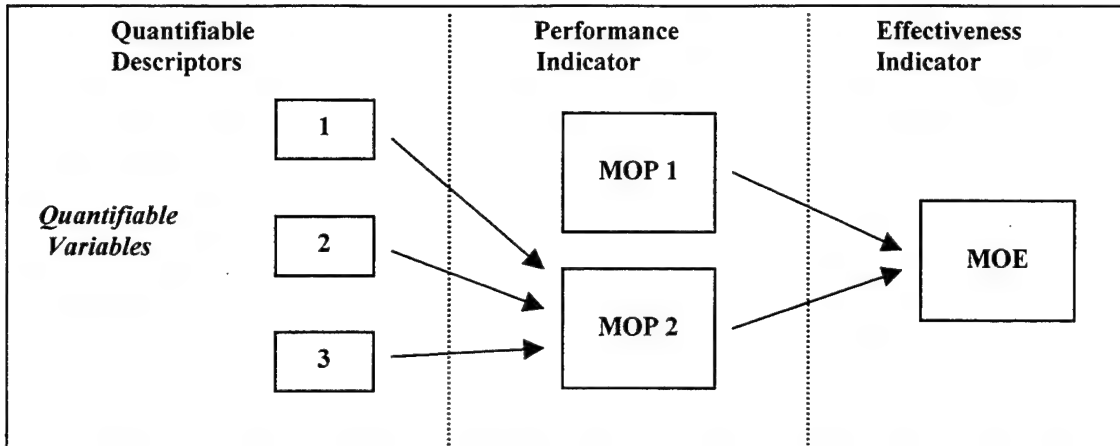 Quantifiable
Descriptors
Performance
Indicator
Effectiveness
Indicator
1
MOP 1
Quantifiable
Variables
2
MOE
MOP 2
3